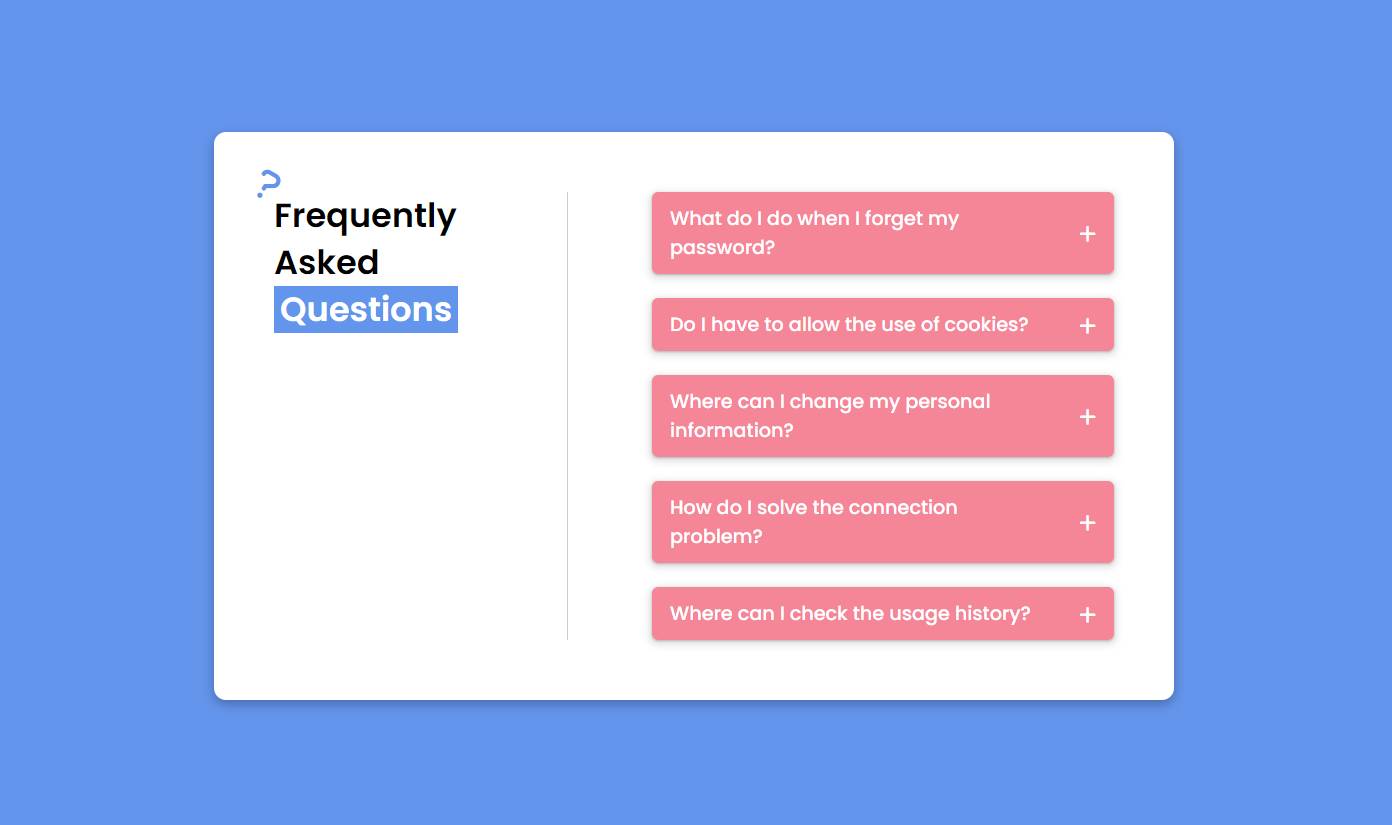 Frequently
Asked
Questions
What do I do when I forget my
password?
Do I have to allow the use of cookies?
Where can I change my personal
information?
How do I solve the connection
problem?
Where can I check the usage history?